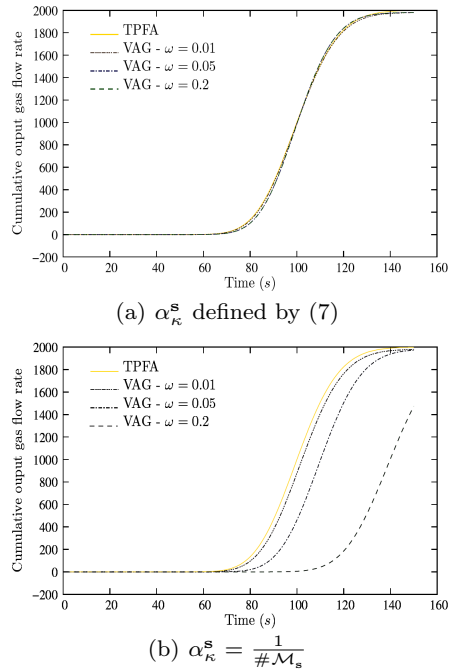 2000
1800
1600
1400
1200
1000
800
600
400
200
0
−200
Cumulative ouput gas flow rate
TPFA
VAG - ω = 0.01
VAG - ω = 0.05
VAG - ω = 0.2
0 20 40 60 80 100 120 140 160
Time (s)
(a) α_κ^s defined by (7)
2000
1800
1600
1400
1200
1000
800
600
400
200
0
−200
Cumulative ouput gas flow rate
TPFA
VAG - ω = 0.01
VAG - ω = 0.05
VAG - ω = 0.2
0 20 40 60 80 100 120 140 160
Time (s)
(b) α_κ^s = 1/#M_s